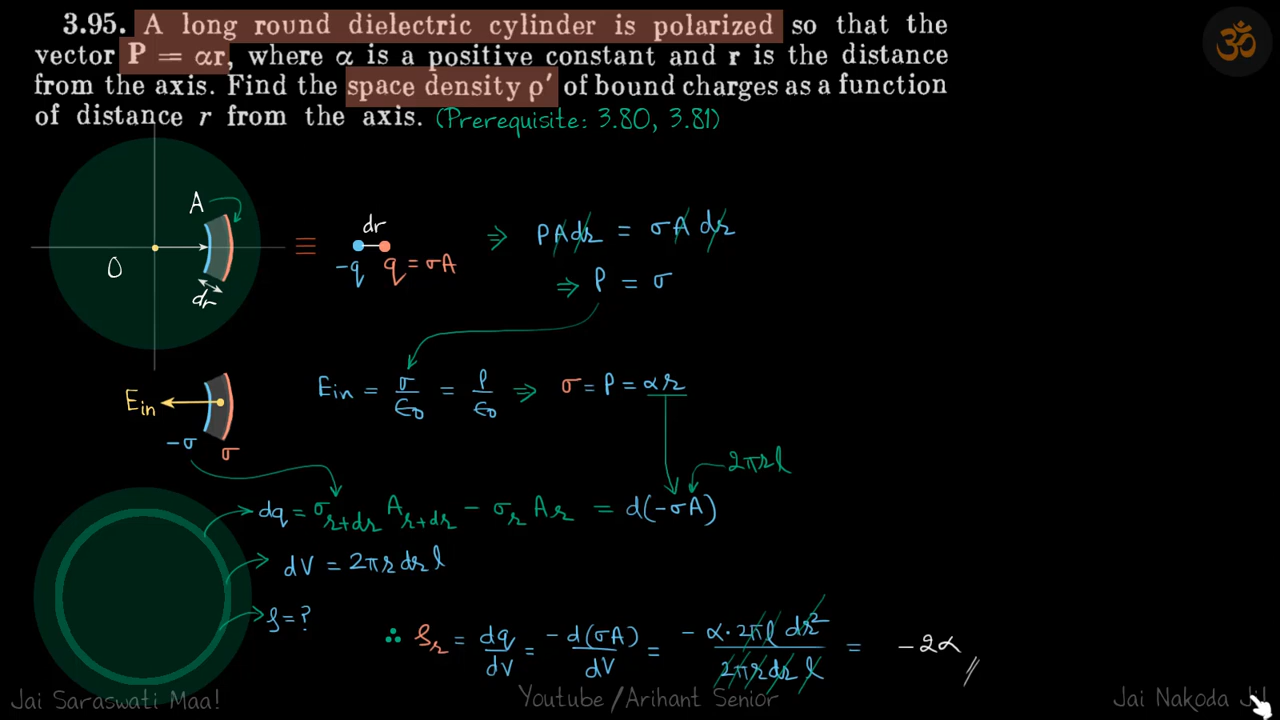 3.95. A long round dielectric cylinder is polarized so that the
vector P = αr, where α is a positive constant and r is the distance
from the axis. Find the space density ρ′ of bound charges as a function
of distance r from the axis. (Prerequisite: 3.80, 3.81)
ॐ
A
O
dr
≡
dr
-q q = σA
⇒ PAdr = σA dr
⇒ P = σ
Ein
-σ σ
Ein = σ/ε0 = P/ε0 ⇒ σ = P = αr
2πrl
dq = σr+dr Ar+dr - σr Ar = d(-σA)
dV = 2πr dr l
ρ = ?
∴ ρr = dq/dV = -d(σA)/dV = -α·2πl dr²/2πr dr l = -2α
Jai Saraswati Maa! Youtube/Arihant Senior Jai Nakoda Ji!